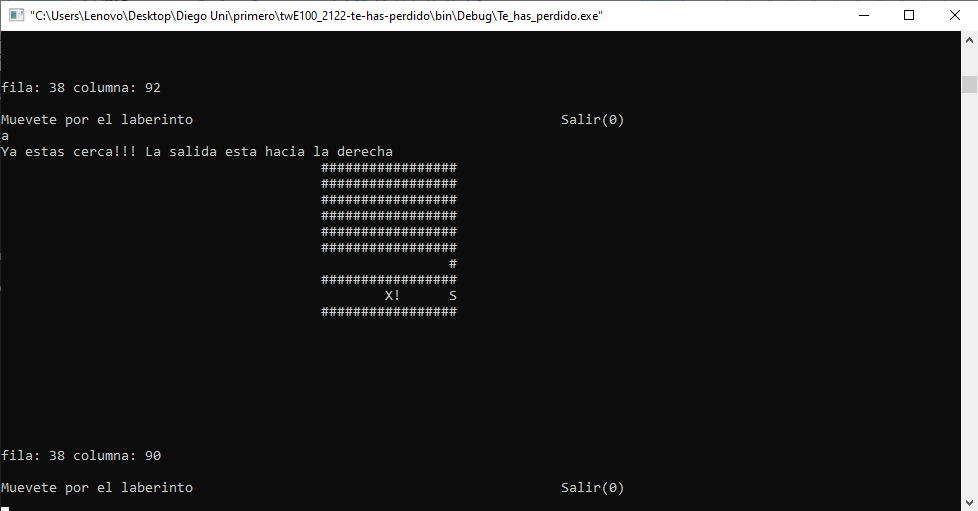 "C:\Users\Lenovo\Desktop\Diego Uni\primero\twE100_2122-te-has-perdido\bin\Debug\Te_has_perdido.exe"
fila: 38 columna: 92
Muevete por el laberinto                                              Salir(0)
a
Ya estas cerca!!! La salida esta hacia la derecha
                                        #################
                                        #################
                                        #################
                                        #################
                                        #################
                                        #################
                                                        #
                                        #################
                                                X!      S
                                        #################
fila: 38 columna: 90
Muevete por el laberinto                                              Salir(0)